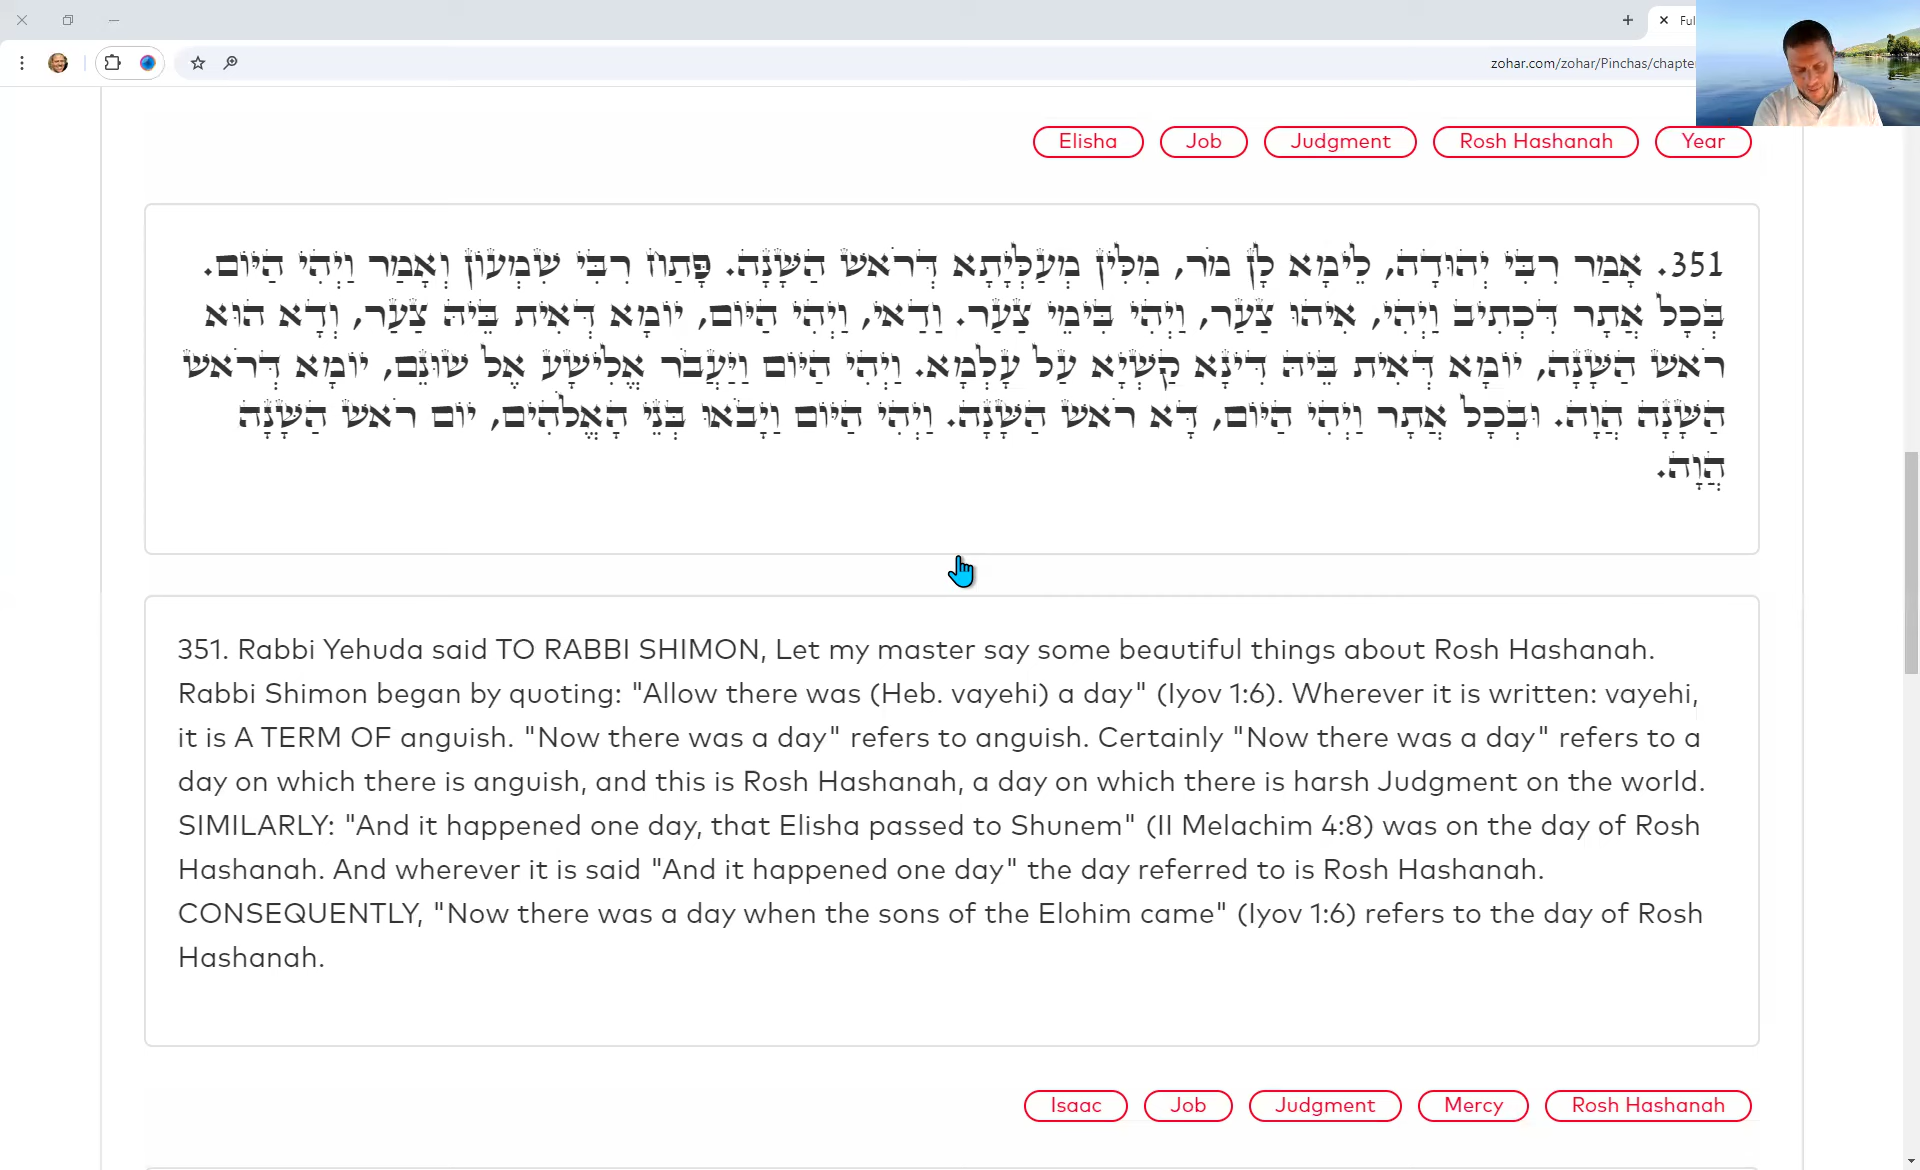 Ful
zohar.com/zohar/Pinchas/chapte
Elisha Job Judgment Rosh Hashanah Year
351. אָמַר רִבִּי יְהוּדָה, לֵימָא לָן מֹר, מִלִּין מְעַלְּיָתָא דְּרֹאשׁ הַשָּׁנָה. פָּתַח רִבִּי שִׁמְעוֹן וְאָמַר וַיְהִי הַיּוֹם.
בְּכָל אֲתָר דִּכְתִיב וַיְהִי, אִיהוּ צַעַר, וַיְהִי בִּימֵי צַעַר. וַדַאי, וַיְהִי הַיּוֹם, יוֹמָא דְּאִית בֵּיהּ צַעַר, וְדָא הוּא
רֹאשׁ הַשָּׁנָה, יוֹמָא דְּאִית בֵּיהּ דִּינָא קַשְׁיָא עַל עָלְמָא. וַיְהִי הַיּוֹם וַיַּעֲבֹר אֱלִישָׁע אֶל שׁוּנֵם, יוֹמָא דְּרֹאשׁ
הַשָּׁנָה הֲוָה. וּבְכָל אֲתָר וַיְהִי הַיּוֹם, דָּא רֹאשׁ הַשָּׁנָה. וַיְהִי הַיּוֹם וַיָּבֹאוּ בְּנֵי הָאֱלֹהִים, יוֹם רֹאשׁ הַשָּׁנָה
הֲוָה.
351. Rabbi Yehuda said TO RABBI SHIMON, Let my master say some beautiful things about Rosh Hashanah.
Rabbi Shimon began by quoting: "Allow there was (Heb. vayehi) a day" (Iyov 1:6). Wherever it is written: vayehi,
it is A TERM OF anguish. "Now there was a day" refers to anguish. Certainly "Now there was a day" refers to a
day on which there is anguish, and this is Rosh Hashanah, a day on which there is harsh Judgment on the world.
SIMILARLY: "And it happened one day, that Elisha passed to Shunem" (II Melachim 4:8) was on the day of Rosh
Hashanah. And wherever it is said "And it happened one day" the day referred to is Rosh Hashanah.
CONSEQUENTLY, "Now there was a day when the sons of the Elohim came" (Iyov 1:6) refers to the day of Rosh
Hashanah.
Isaac Job Judgment Mercy Rosh Hashanah